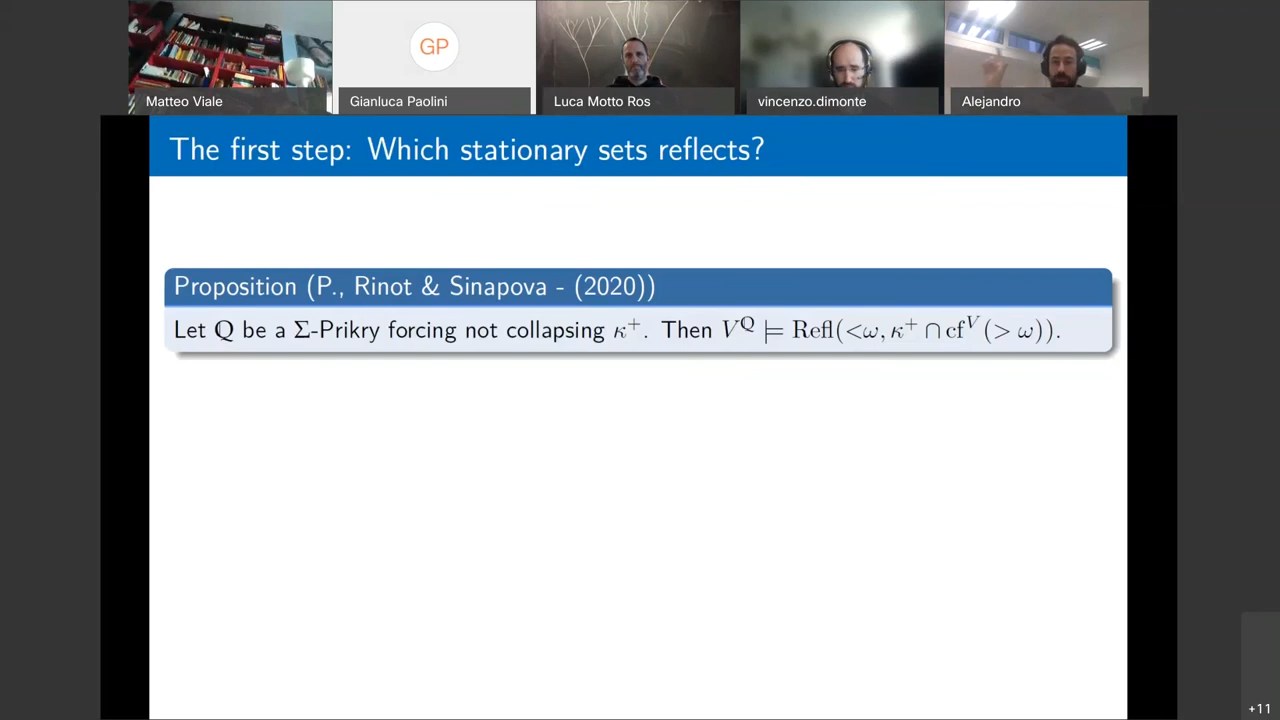 GP
Matteo Viale
Gianluca Paolini
Luca Motto Ros
vincenzo.dimonte
Alejandro
The first step: Which stationary sets reflects?
Proposition (P., Rinot & Sinapova - (2020))
Let ℚ be a Σ-Prikry forcing not collapsing κ⁺. Then V^ℚ ⊨ Refl(<ω, κ⁺ ∩ cf^V(> ω)).
+11